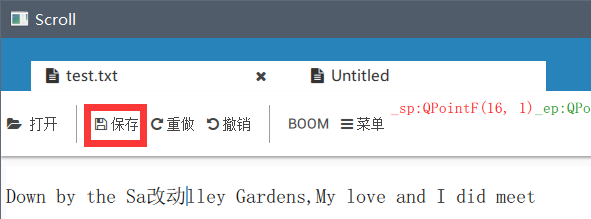 Scroll
test.txt Untitled
打开 保存 重做 撤销 BOOM 菜单 _sp:QPointF(16, 1)_ep:QPo
Down by the Sa改动lley Gardens,My love and I did meet